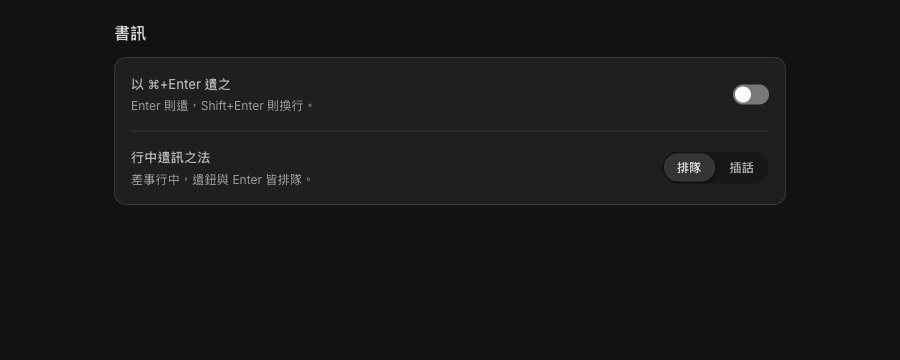 書訊
以 ⌘+Enter 遣之
Enter 則遣，Shift+Enter 則換行。
行中遣訊之法
差事行中，遣鈕與 Enter 皆排隊。
排隊
插話